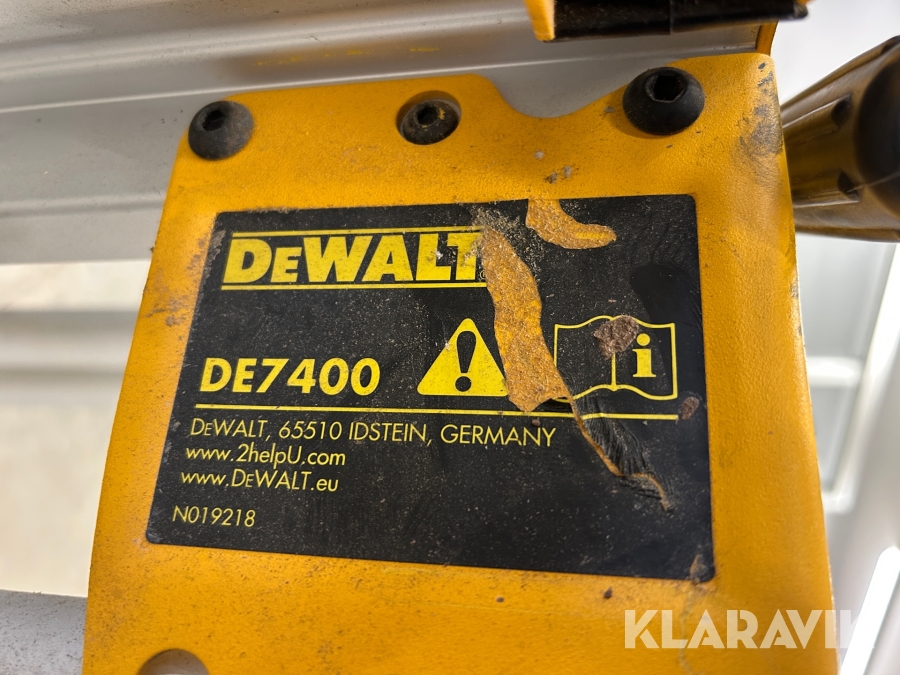 DEWALT
DE7400
i
DEWALT, 65510 IDSTEIN, GERMANY
www.2helpU.com
www.DEWALT.eu
N019218
KLARAVIK